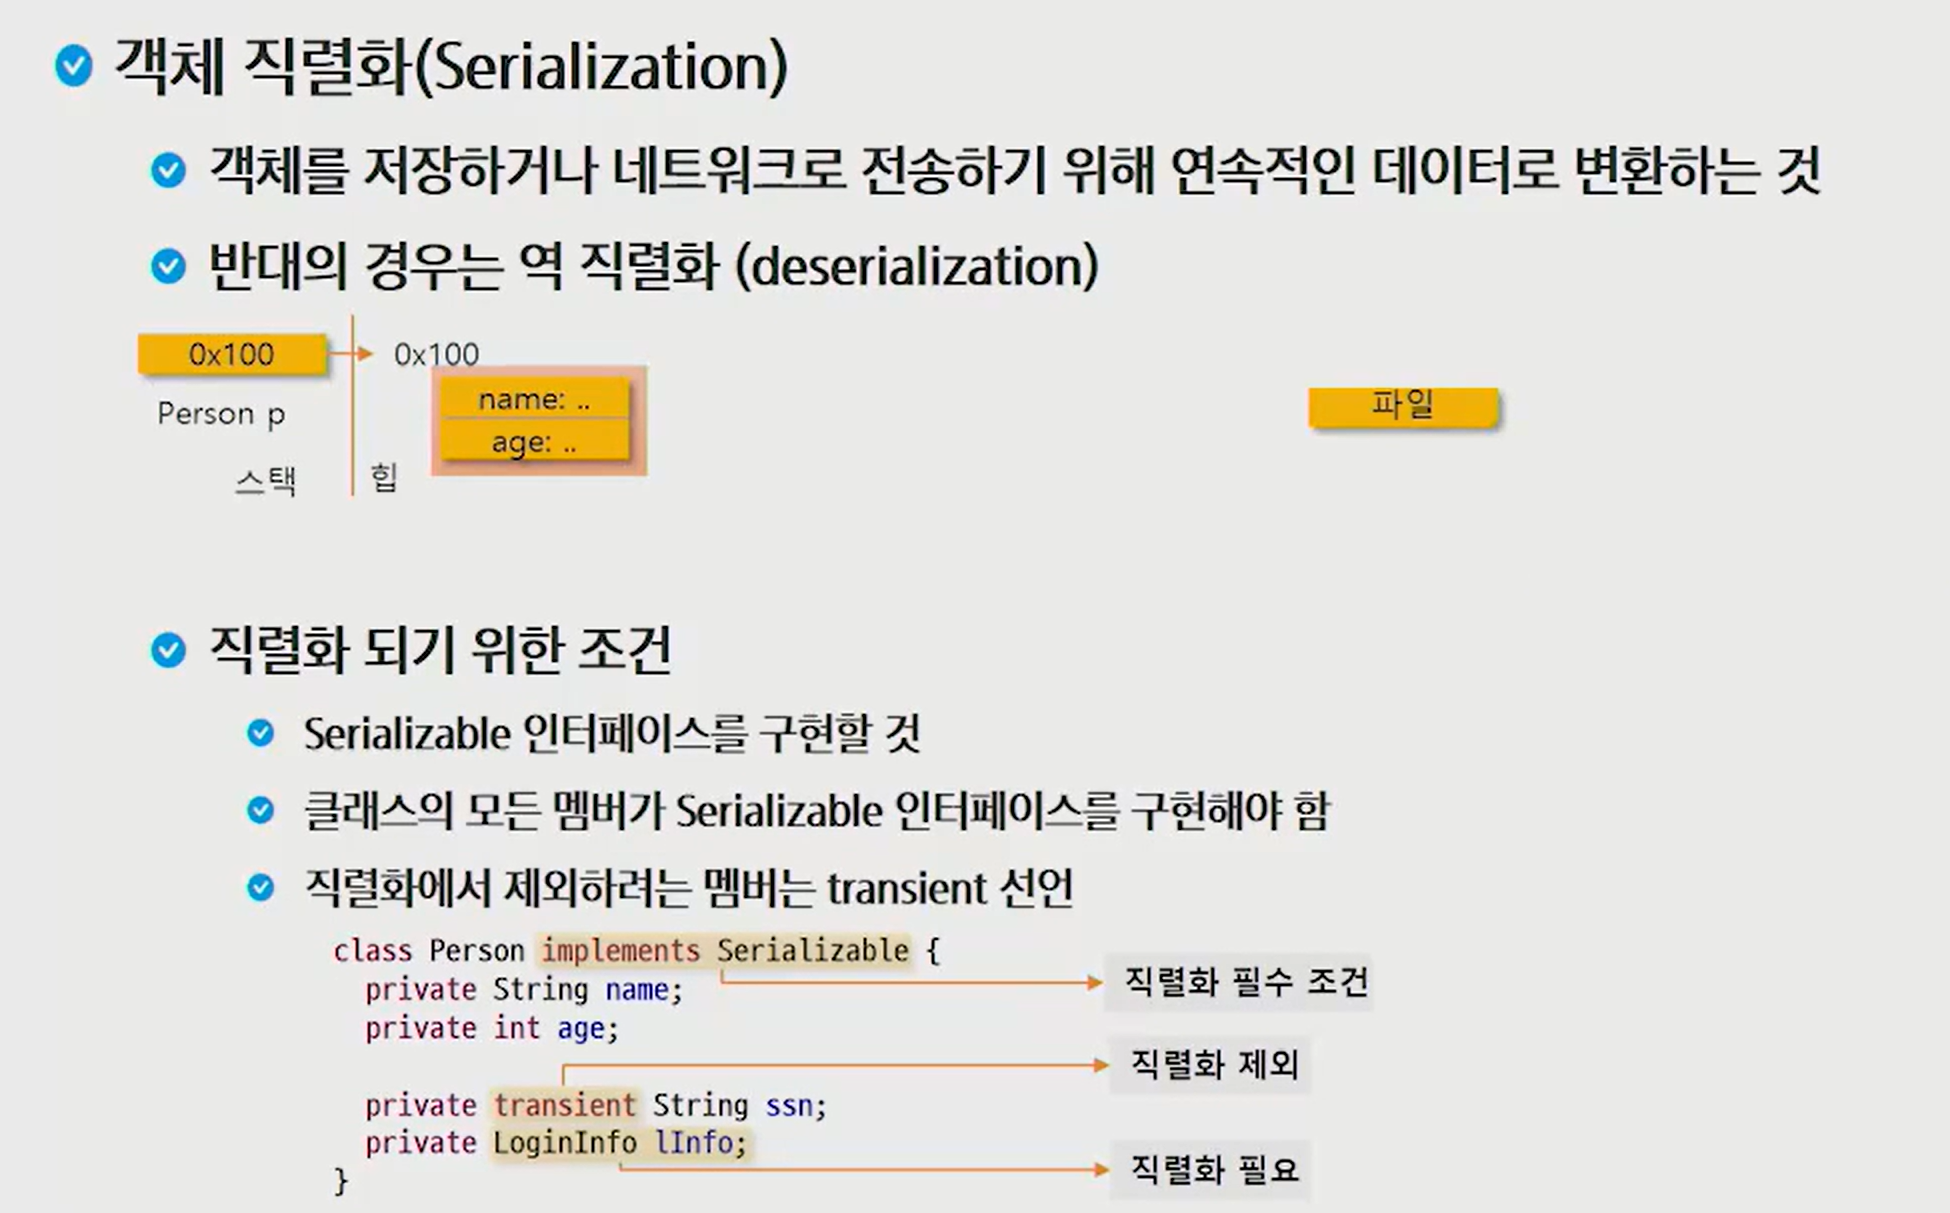 객체 직렬화(Serialization)
객체를 저장하거나 네트워크로 전송하기 위해 연속적인 데이터로 변환하는 것
반대의 경우는 역 직렬화 (deserialization)
0x100
0x100
name: ..
파일
Person p
age: ..
스택
힙
직렬화 되기 위한 조건
Serializable 인터페이스를 구현할 것
클래스의 모든 멤버가 Serializable 인터페이스를 구현해야 함
직렬화에서 제외하려는 멤버는 transient 선언
class Person implements Serializable {
직렬화 필수 조건
private String name;
private int age;
직렬화 제외
private transient String ssn;
private LoginInfo lInfo;
직렬화 필요
}